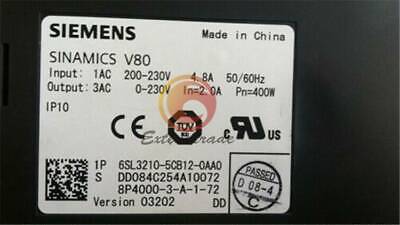 SIEMENS
Made in China
SINAMICS V80
Input: 1AC 200-230V 4.8A 50/60Hz
Output: 3AC 0-230V In=2.0A Pn=400W
IP10
CE
TÜV
C UL US
1P 6SL3210-5CB12-0AA0
S DD084C254A10072
8P4000-3-A-1-72
Version 03202 DD
PASSED
D 08-4
C